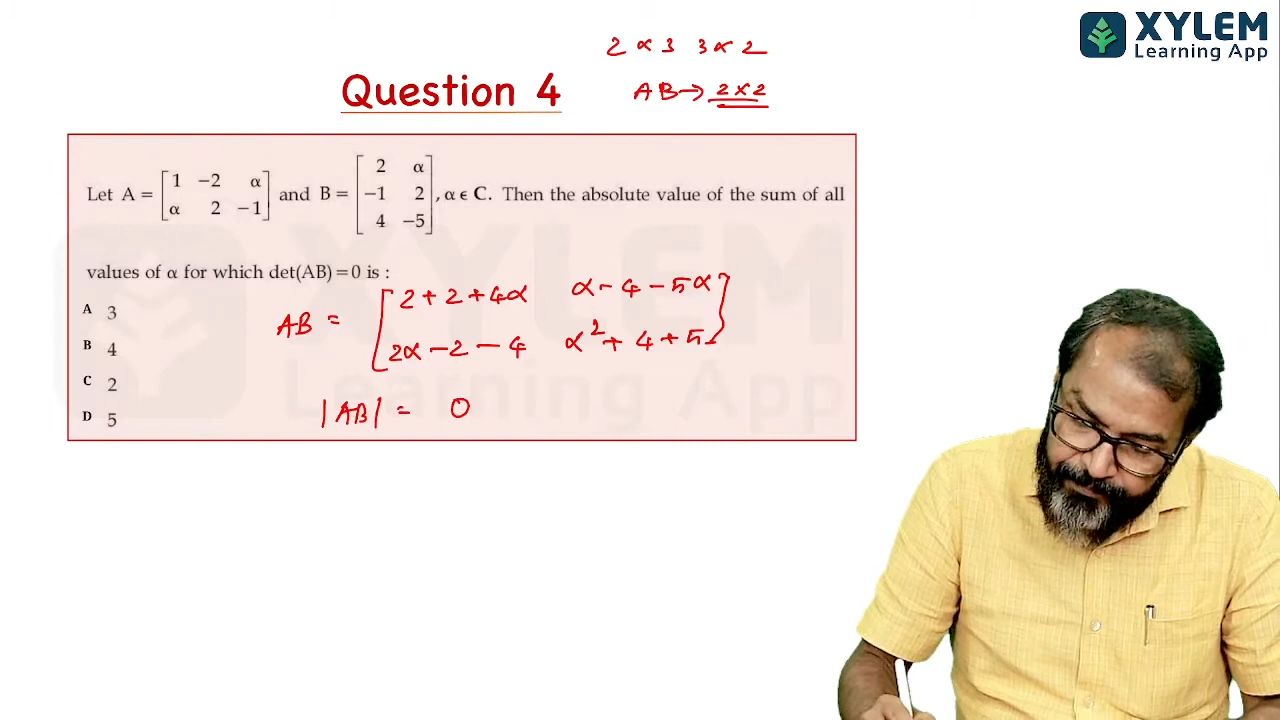 XYLEM
Learning App
2 × 3 3 × 2
Question 4
AB → 2 × 2
Let A = [1 −2 α; α 2 −1] and B = [2 α; −1 2; 4 −5], α ϵ C. Then the absolute value of the sum of all
values of α for which det(AB) = 0 is :
AB = [2 + 2 + 4α α − 4 − 5α; 2α − 2 − 4 α² + 4 + 5]
A 3
B 4
C 2
D 5
|AB| = 0
XYLEM
Learning App